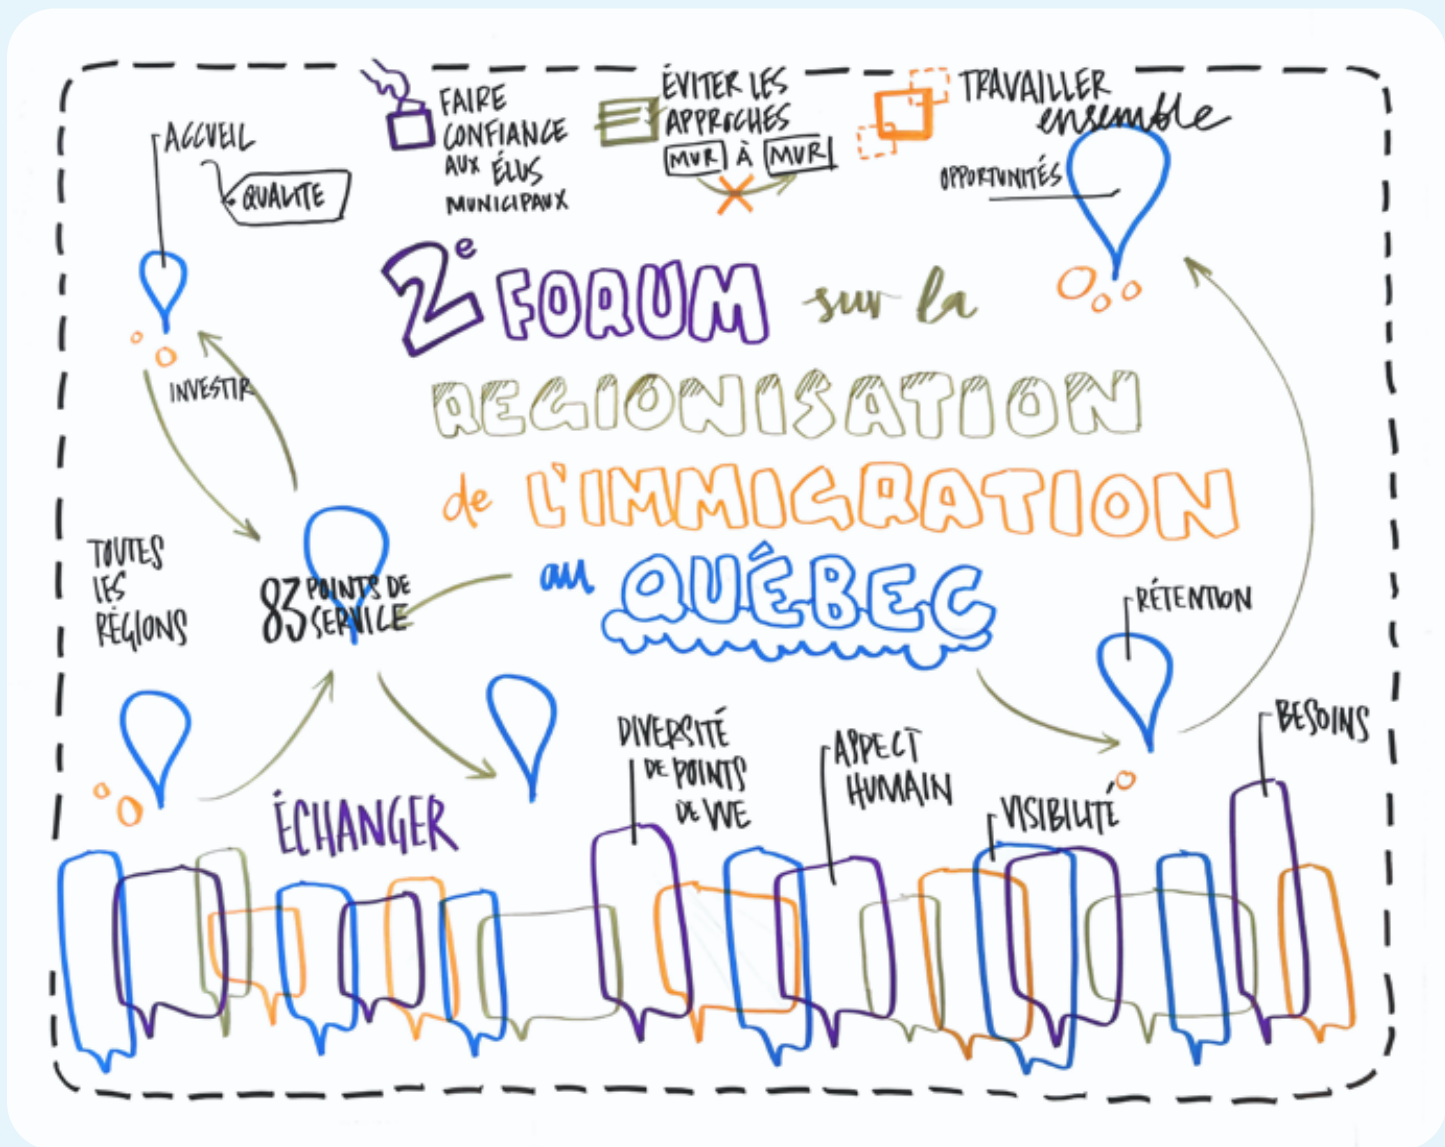 ACCUEIL
QUALITE
FAIRE
CONFIANCE
AUX ÉLUS
MUNICIPAUX
ÉVITER LES
APPROCHES
MUR À MUR
TRAVAILLER
ensemble
OPPORTUNITÉS
2e FORUM sur la
REGIONISATION
de L'IMMIGRATION
au QUÉBEC
INVESTIR
TOUTES
LES
RÉGIONS
83 POINTS DE
SERVICE
RÉTENTION
ÉCHANGER
DIVERSITÉ
DE POINTS
DE VUE
ASPECT
HUMAIN
VISIBILITÉ
BESOINS